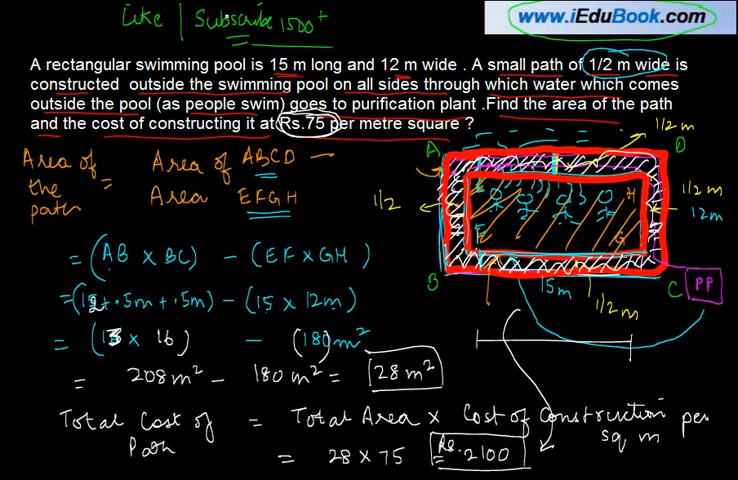 Like | Subscribe 1500+
www.iEduBook.com
A rectangular swimming pool is 15 m long and 12 m wide . A small path of 1/2 m wide is
constructed outside the swimming pool on all sides through which water which comes
outside the pool (as people swim) goes to purification plant .Find the area of the path
and the cost of constructing it at Rs.75 per metre square ?
Area of the path = Area of ABCD −
Area EFGH
= (AB × BC) − (EF × GH)
= (12 + .5m + .5m) − (15 × 12m)
= (13 × 16) − (180) m²
= 208 m² − 180 m² = 28 m²
Total Cost of Path = Total Area × Cost of Construction per sq m
= 28 × 75 = Rs. 2100
A
D
1/2 m
E
H
1/2 m
12m
1/2
F
G
B
15m
1/2 m
C
PP